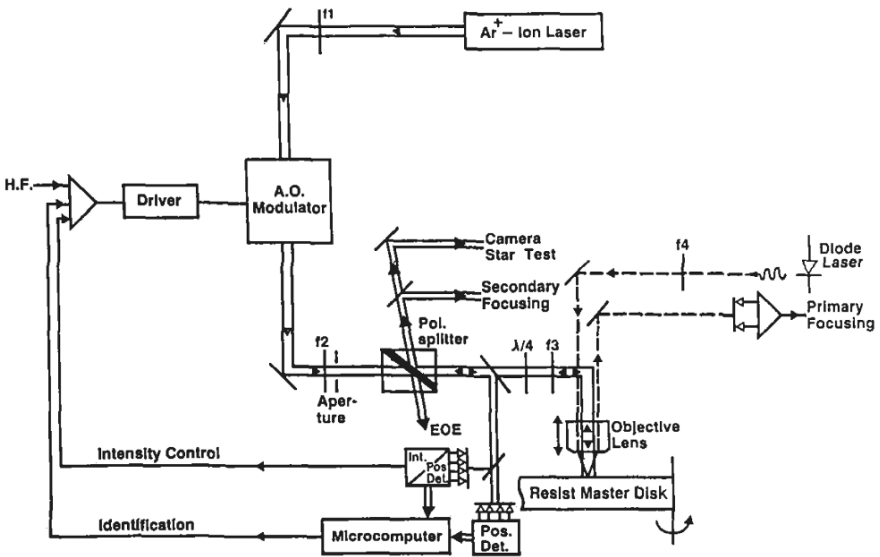 f1
Ar+ – Ion Laser
H.F.
Driver
A.O.
Modulator
Camera
Star Test
Secondary
Focusing
f4
Diode
Laser
Primary
Focusing
Pol.
splitter
f2
λ/4
f3
Aper-
ture
EOE
Objective
Lens
Intensity Control
Int.
Pos
Det.
Resist Master Disk
Identification
Microcomputer
Pos.
Det.